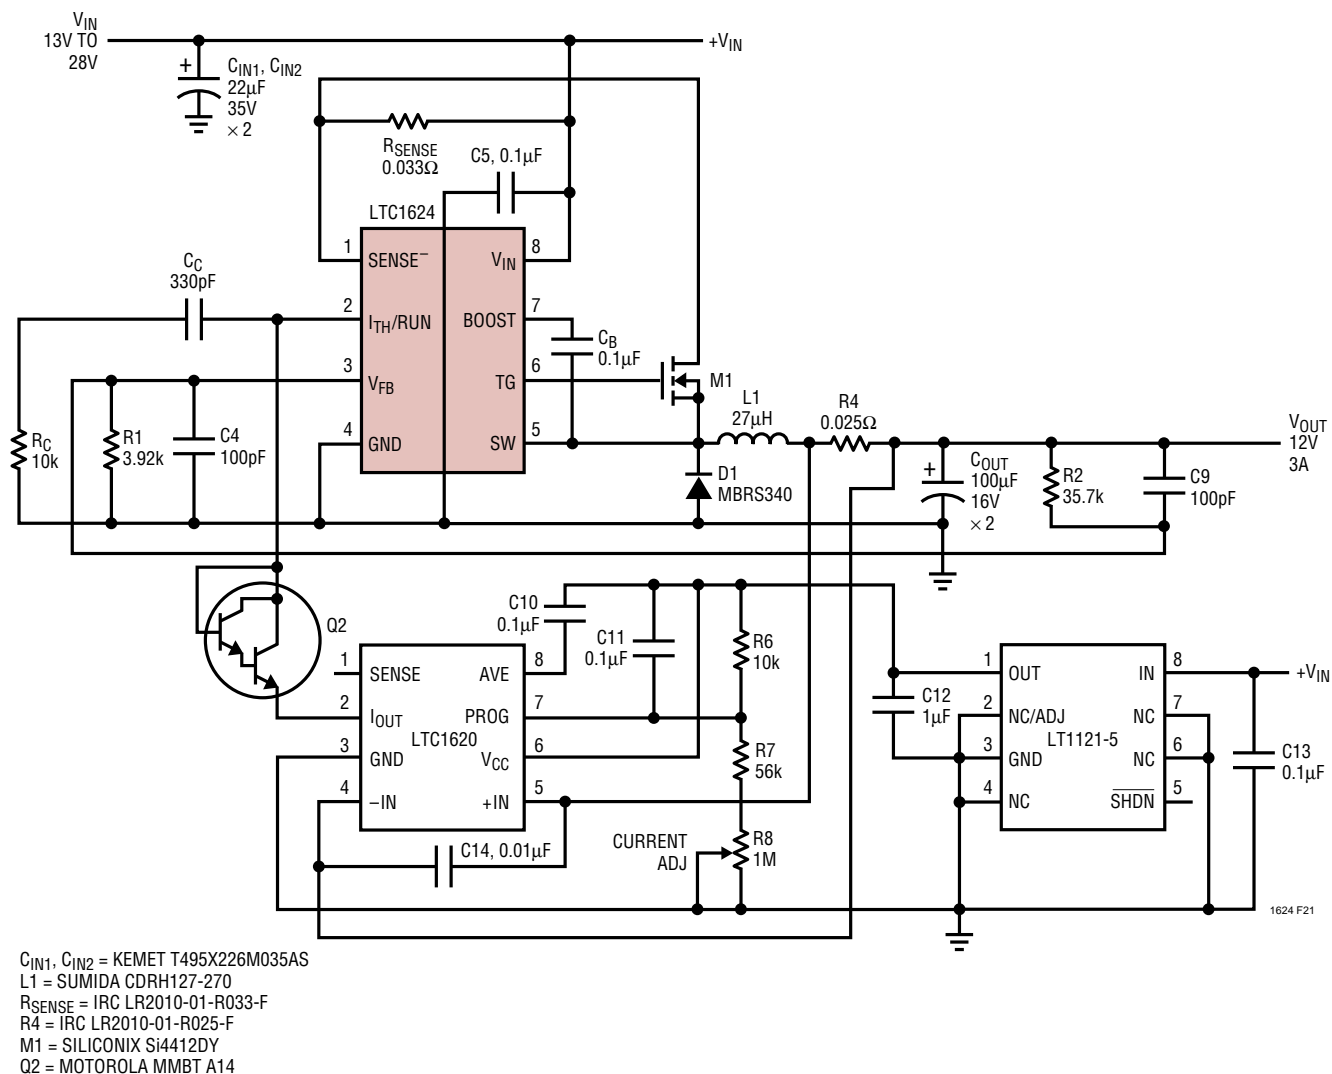 VIN
13V TO
28V
+VIN
+
CIN1, CIN2
22µF
35V
× 2
RSENSE
0.033Ω
C5, 0.1µF
LTC1624
1
SENSE–
VIN
8
CC
330pF
2
ITH/RUN
BOOST
7
CB
0.1µF
3
VFB
TG
6
M1
4
GND
SW
5
RC
10k
R1
3.92k
C4
100pF
L1
27µH
R4
0.025Ω
D1
MBRS340
+
COUT
100µF
16V
× 2
R2
35.7k
C9
100pF
VOUT
12V
3A
Q2
C10
0.1µF
C11
0.1µF
R6
10k
1
SENSE
AVE
8
2
IOUT
PROG
7
LTC1620
3
GND
VCC
6
4
–IN
+IN
5
R7
56k
C14, 0.01µF
CURRENT
ADJ
R8
1M
C12
1µF
1
OUT
IN
8
+VIN
2
NC/ADJ
NC
7
LT1121-5
3
GND
NC
6
4
NC
SHDN
5
C13
0.1µF
1624 F21
CIN1, CIN2 = KEMET T495X226M035AS
L1 = SUMIDA CDRH127-270
RSENSE = IRC LR2010-01-R033-F
R4 = IRC LR2010-01-R025-F
M1 = SILICONIX Si4412DY
Q2 = MOTOROLA MMBT A14